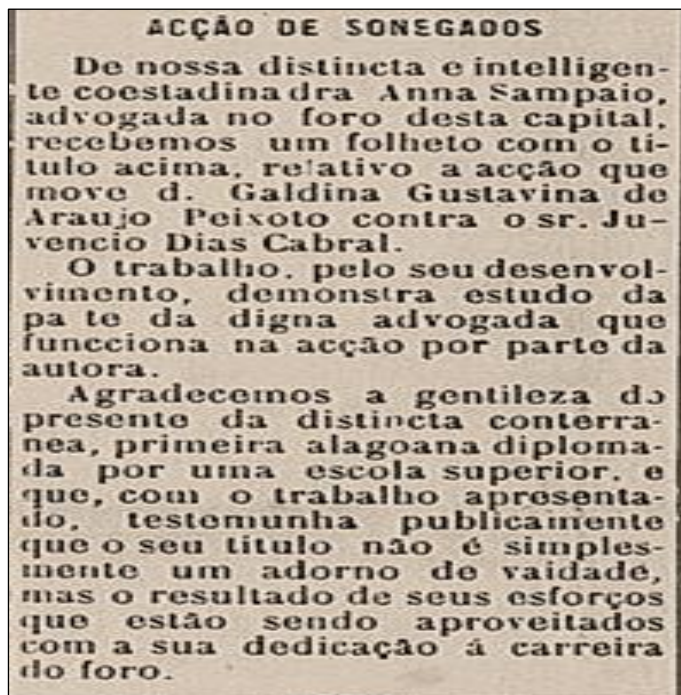 ACÇÃO DE SONEGADOS
De nossa distincta e intelligen-
te coestadina dra Anna Sampaio,
advogada no foro desta capital,
recebemos um folheto com o ti-
tulo acima, relativo a acção que
move d. Galdina Gustavina de
Araujo Peixoto contra o sr. Ju-
vencio Dias Cabral.
O trabalho, pelo seu desenvol-
vimento, demonstra estudo da
pa te da digna advogada que
funcciona na acção por parte da
autora.
Agradecemos a gentileza do
presente da distincta conterra-
nea, primeira alagoana diploma-
da por uma escola superior, e
que, com o trabalho apresenta-
do, testemunha publicamente
que o seu titulo não é simples-
mente um adorno de vaidade,
mas o resultado de seus esforços
que estão sendo aproveitados
com a sua dedicação á carreira
do foro.